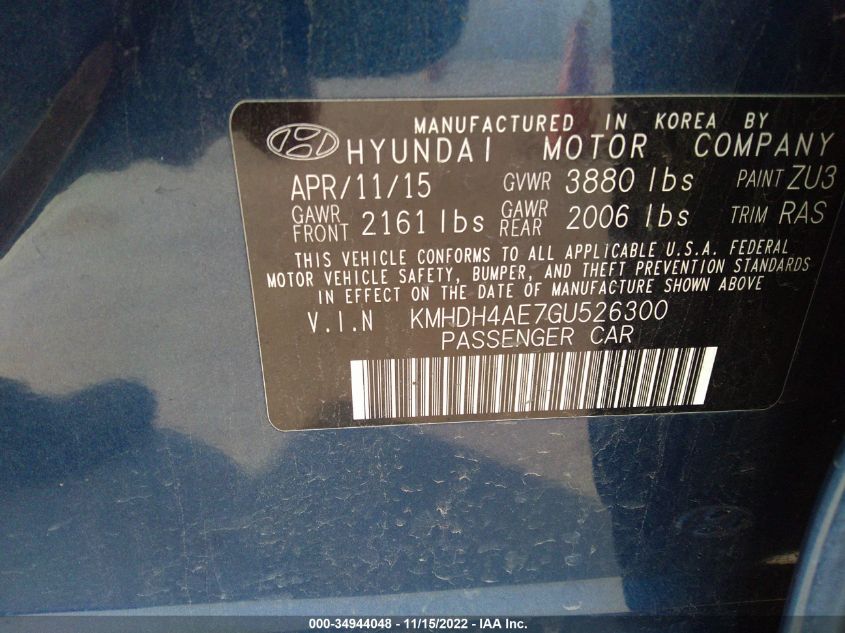 MANUFACTURED IN KOREA BY
HYUNDAI MOTOR COMPANY
APR/11/15 GVWR 3880 lbs PAINT ZU3
GAWR FRONT 2161 lbs GAWR REAR 2006 lbs TRIM RAS
THIS VEHICLE CONFORMS TO ALL APPLICABLE U.S.A. FEDERAL
MOTOR VEHICLE SAFETY, BUMPER, AND THEFT PREVENTION STANDARDS
IN EFFECT ON THE DATE OF MANUFACTURE SHOWN ABOVE
V.I.N KMHDH4AE7GU526300
PASSENGER CAR
000-34944048 - 11/15/2022 - IAA Inc.